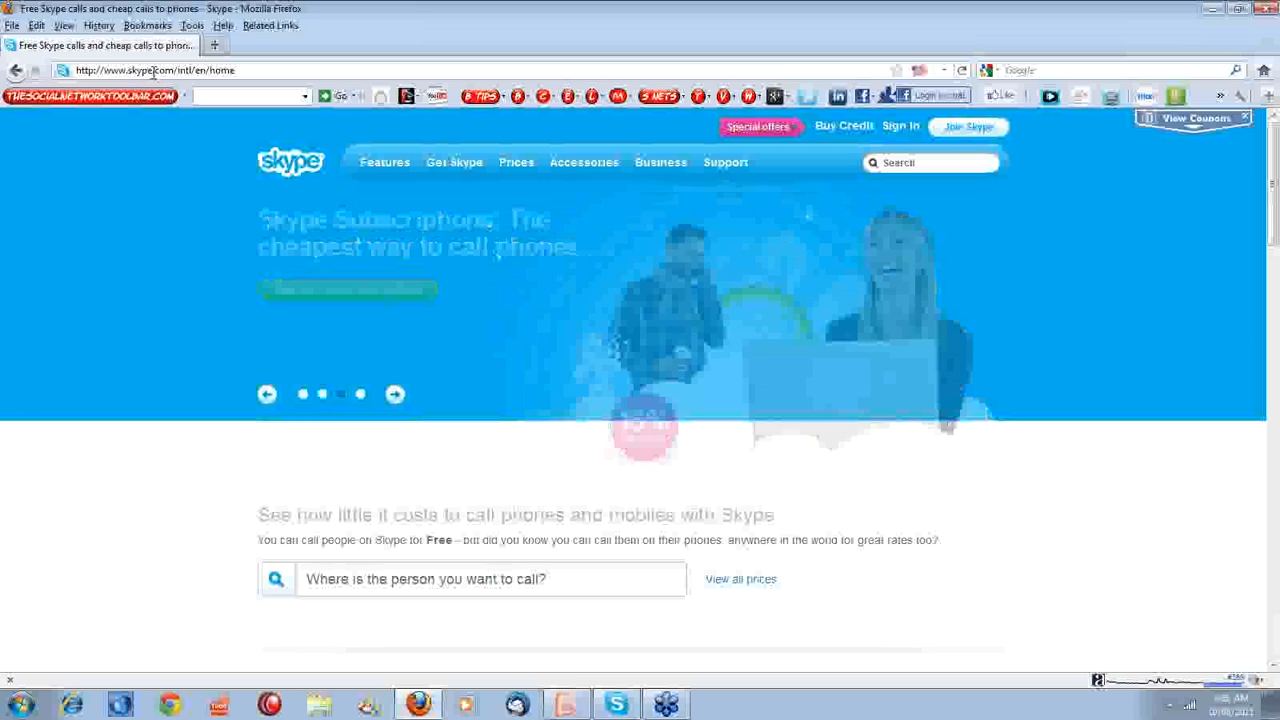 Free Skype calls and cheap calls to phones - Skype - Mozilla Firefox
File Edit View History Bookmarks Tools Help Related Links
Free Skype calls and cheap calls to phon...
http://www.skype.com/intl/en/home
Google
THESOCIALNETWORKTOOLBAR.COM
Go
B TIPS
S NETS
Like
View Coupons
Special offers Buy Credit Sign In Join Skype
skype Features Get Skype Prices Accessories Business Support Search
Skype Subscriptions: The
cheapest way to call phones
See how little it costs to call phones and mobiles with Skype
You can call people on Skype for Free - but did you know you can call them on their phones, anywhere in the world for great rates too?
Where is the person you want to call? View all prices